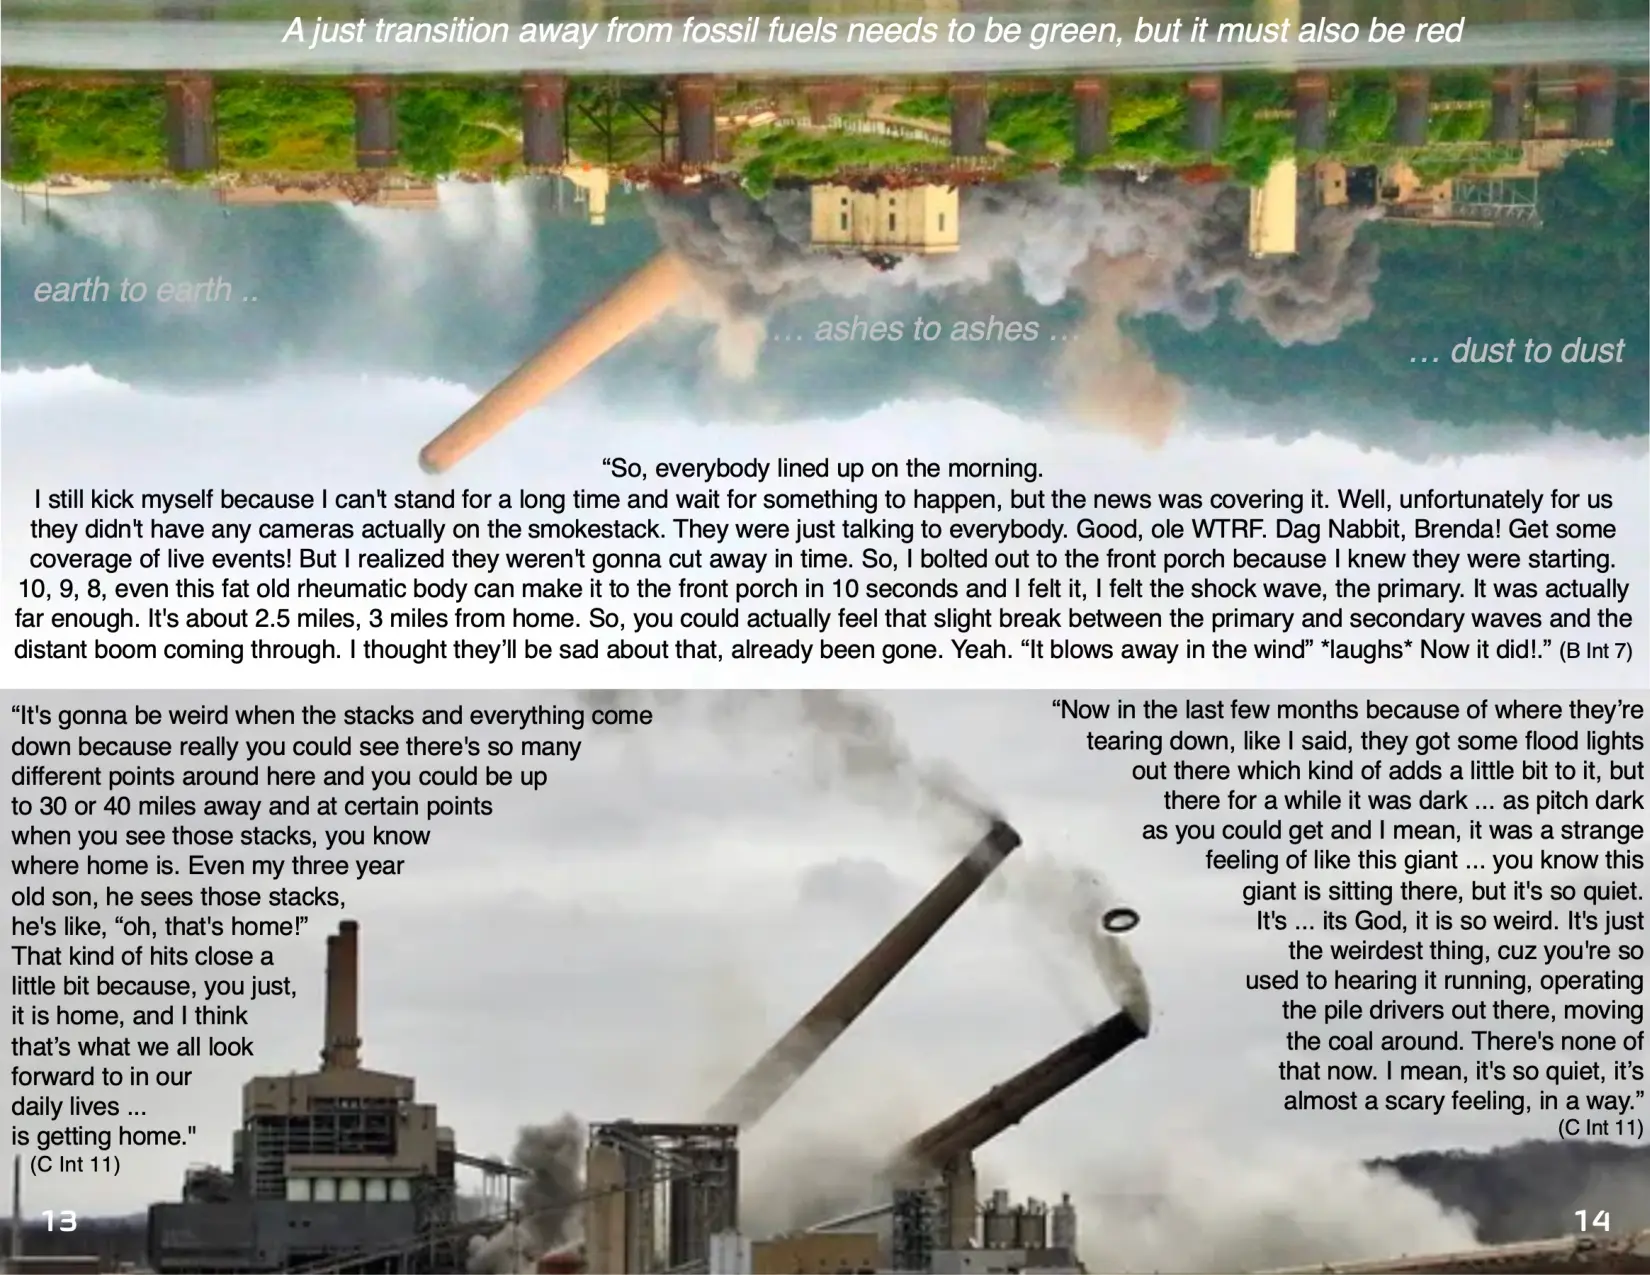 A just transition away from fossil fuels needs to be green, but it must also be red
earth to earth ..
… ashes to ashes …
… dust to dust
“So, everybody lined up on the morning.
I still kick myself because I can't stand for a long time and wait for something to happen, but the news was covering it. Well, unfortunately for us
they didn't have any cameras actually on the smokestack. They were just talking to everybody. Good, ole WTRF. Dag Nabbit, Brenda! Get some
coverage of live events! But I realized they weren't gonna cut away in time. So, I bolted out to the front porch because I knew they were starting.
10, 9, 8, even this fat old rheumatic body can make it to the front porch in 10 seconds and I felt it, I felt the shock wave, the primary. It was actually
far enough. It's about 2.5 miles, 3 miles from home. So, you could actually feel that slight break between the primary and secondary waves and the
distant boom coming through. I thought they’ll be sad about that, already been gone. Yeah. “It blows away in the wind” *laughs* Now it did!.” (B Int 7)
“It's gonna be weird when the stacks and everything come
down because really you could see there's so many
different points around here and you could be up
to 30 or 40 miles away and at certain points
when you see those stacks, you know
where home is. Even my three year
old son, he sees those stacks,
he's like, “oh, that's home!”
That kind of hits close a
little bit because, you just,
it is home, and I think
that’s what we all look
forward to in our
daily lives ...
is getting home."
(C Int 11)
13
“Now in the last few months because of where they’re
tearing down, like I said, they got some flood lights
out there which kind of adds a little bit to it, but
there for a while it was dark ... as pitch dark
as you could get and I mean, it was a strange
feeling of like this giant ... you know this
giant is sitting there, but it's so quiet.
It's ... its God, it is so weird. It's just
the weirdest thing, cuz you're so
used to hearing it running, operating
the pile drivers out there, moving
the coal around. There's none of
that now. I mean, it's so quiet, it’s
almost a scary feeling, in a way.”
(C Int 11)
14